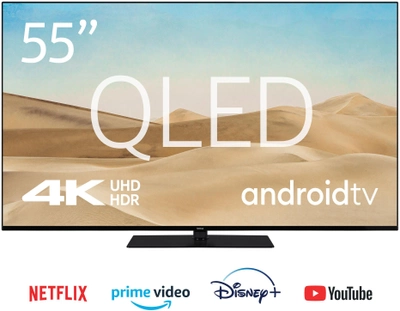 55”
QLED
4K UHD HDR
androidtv
NETFLIX
prime video
Disney+
YouTube